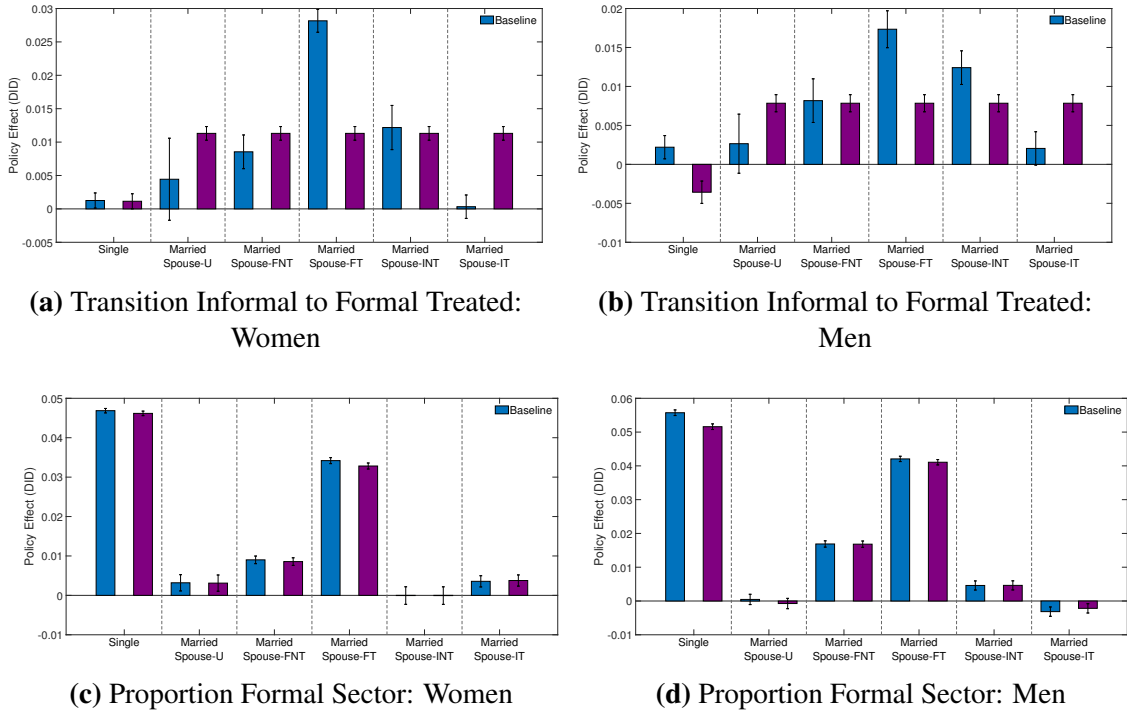 0.03
0.025
0.02
0.015
0.01
0.005
0
-0.005
Policy Effect (DID)
Baseline
Single
Married
Spouse-U
Married
Spouse-FNT
Married
Spouse-FT
Married
Spouse-INT
Married
Spouse-IT
(a) Transition Informal to Formal Treated:
Women
0.02
0.015
0.01
0.005
0
-0.005
-0.01
Policy Effect (DID)
Baseline
Single
Married
Spouse-U
Married
Spouse-FNT
Married
Spouse-FT
Married
Spouse-INT
Married
Spouse-IT
(b) Transition Informal to Formal Treated:
Men
0.05
0.04
0.03
0.02
0.01
0
-0.01
Policy Effect (DID)
Baseline
Single
Married
Spouse-U
Married
Spouse-FNT
Married
Spouse-FT
Married
Spouse-INT
Married
Spouse-IT
(c) Proportion Formal Sector: Women
0.06
0.05
0.04
0.03
0.02
0.01
0
-0.01
Policy Effect (DID)
Baseline
Single
Married
Spouse-U
Married
Spouse-FNT
Married
Spouse-FT
Married
Spouse-INT
Married
Spouse-IT
(d) Proportion Formal Sector: Men